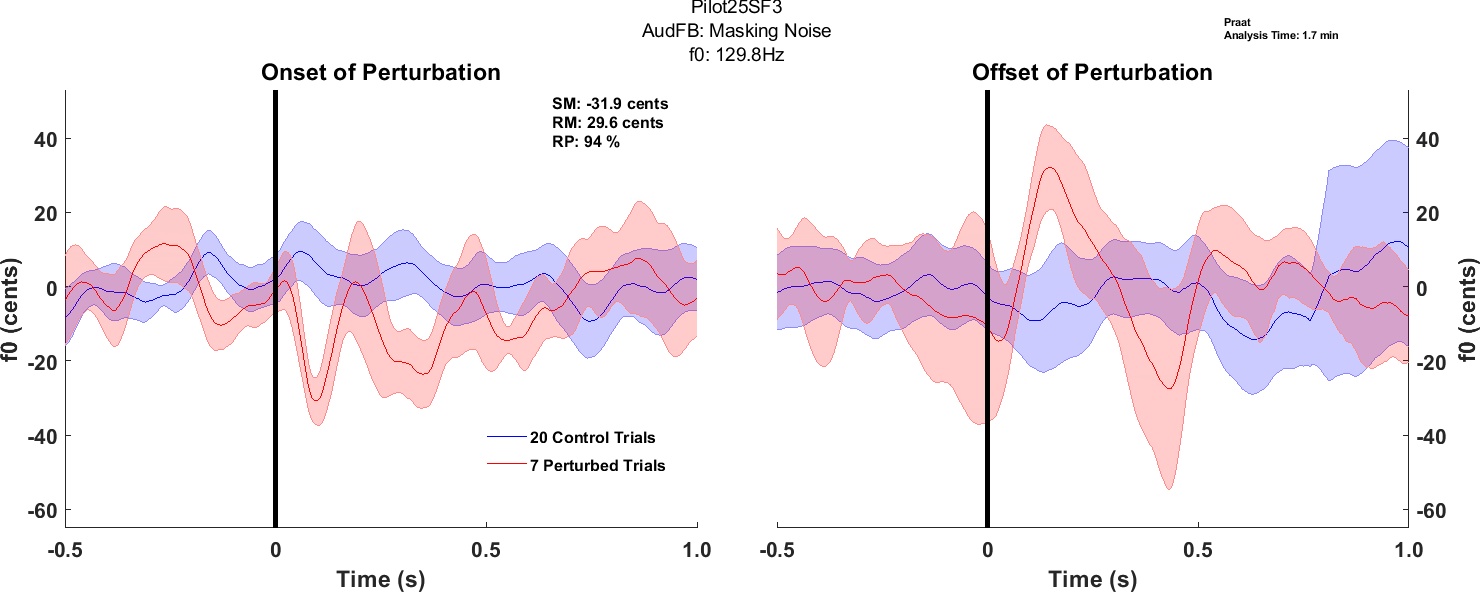 Pilot25SF3
AudFB: Masking Noise
f0: 129.8Hz
Praat
Analysis Time: 1.7 min
Onset of Perturbation
Offset of Perturbation
SM: -31.9 cents
RM: 29.6 cents
RP: 94 %
f0 (cents)
40
20
0
-20
-40
-60
20 Control Trials
7 Perturbed Trials
-0.5
0
0.5
1.0
Time (s)
-0.5
0
0.5
1.0
Time (s)
40
20
0
-20
-40
-60
f0 (cents)